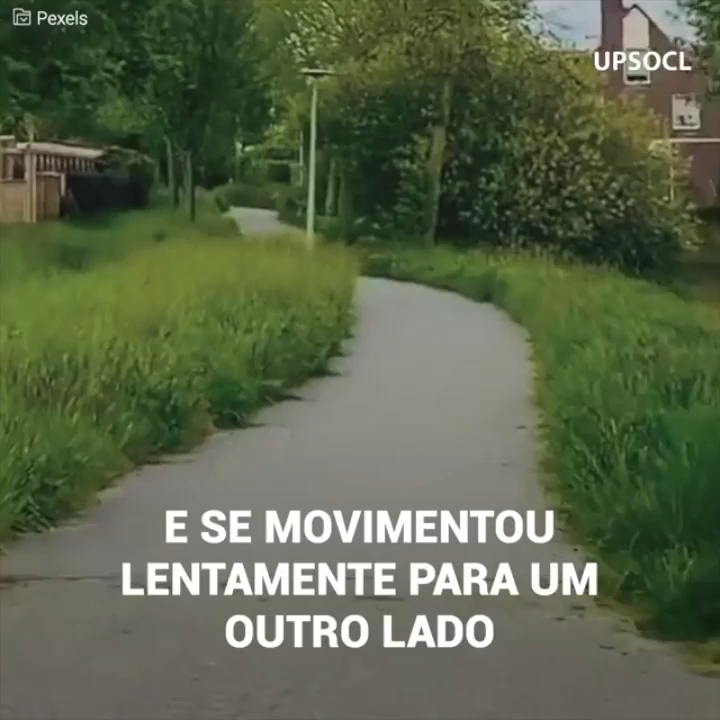 Pexels
UPSOCL
E SE MOVIMENTOU
LENTAMENTE PARA UM
OUTRO LADO